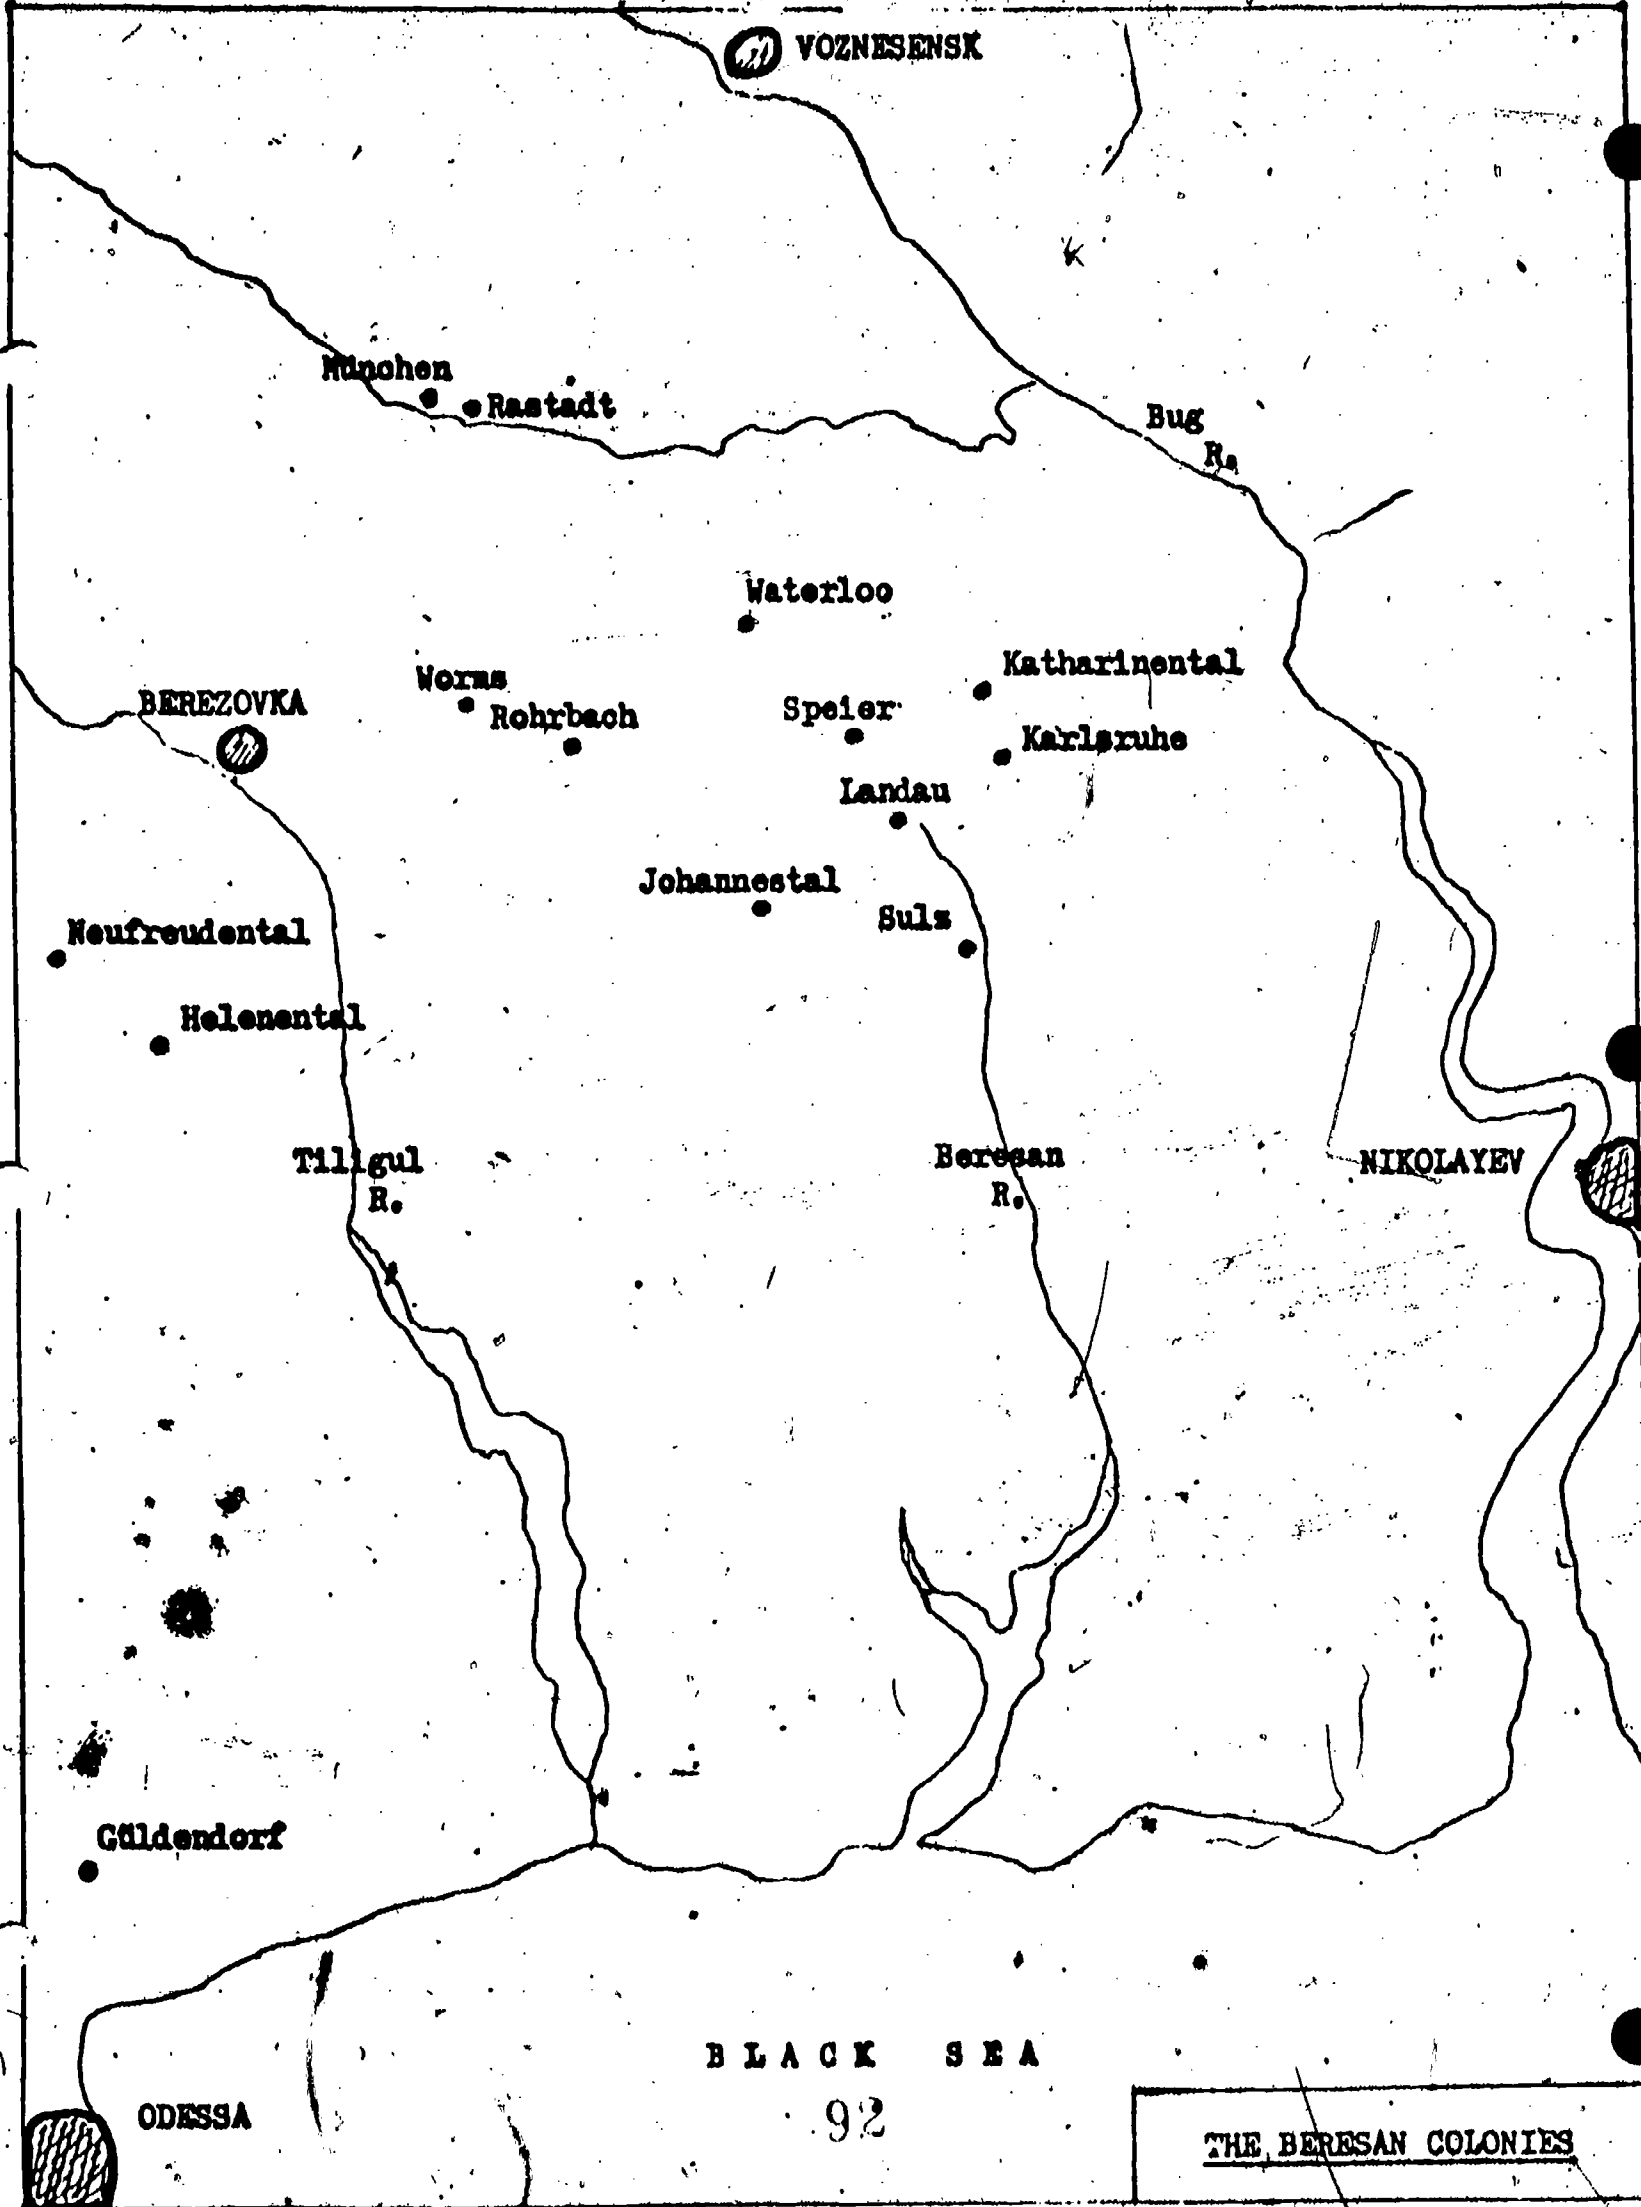 VOZNESENSK
München
Rastadt
Bug
R.
Waterloo
Katharinental
Worms
BEREZOVKA
Speier
Rohrbach
Karlsruhe
Landau
Johannestal
Sulz
Neufreudental
Helenental
Tiligul
R.
Beresan
R.
NIKOLAYEV
Güldendorf
BLACK SEA
92
ODESSA
THE BERESAN COLONIES